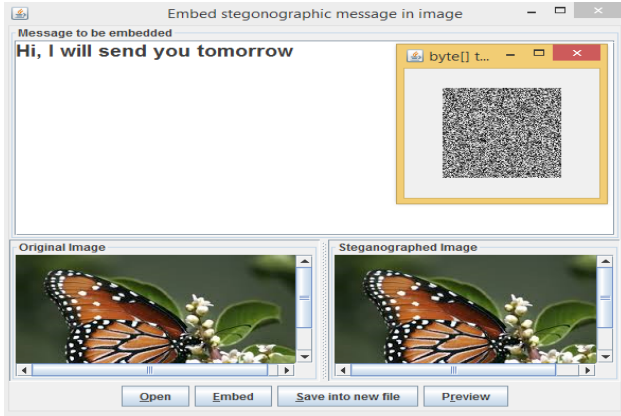 Embed stegonographic message in image
Message to be embedded
Hi, I will send you tomorrow
byte[] t...
Original Image
Steganographed Image
Open Embed Save into new file Preview